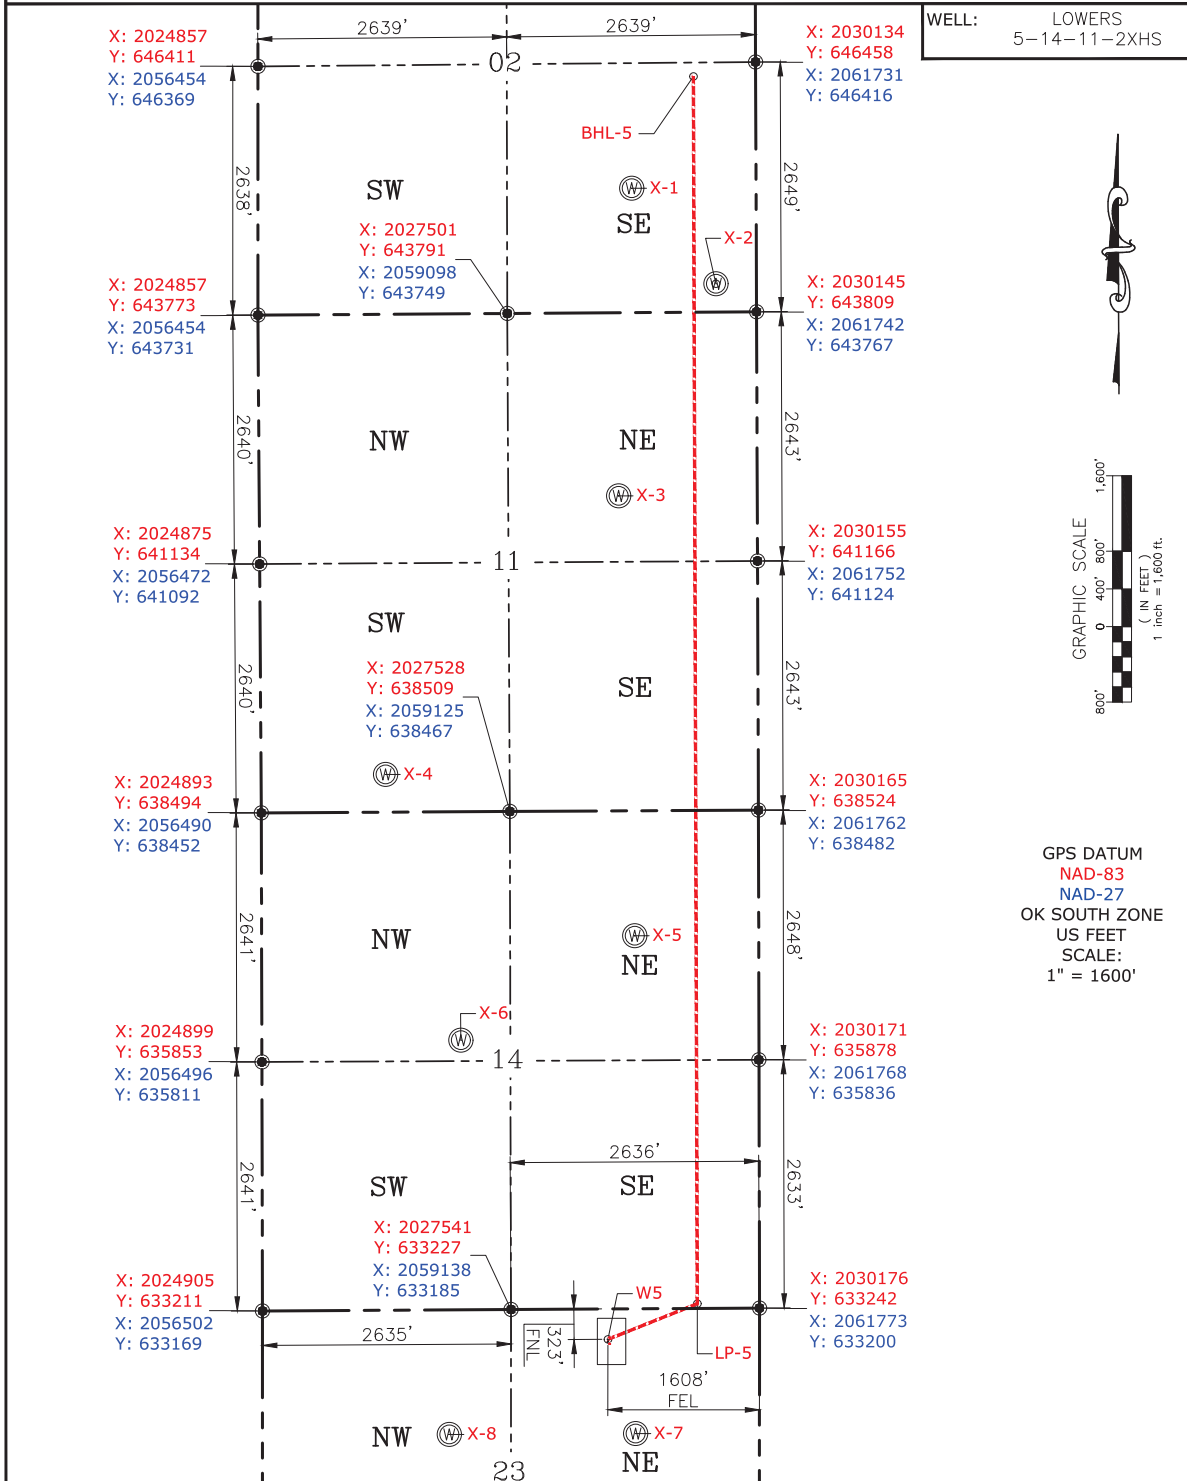 WELL: LOWERS
5-14-11-2XHS
2639'
2639'
X: 2024857
Y: 646411
X: 2056454
Y: 646369
02
X: 2030134
Y: 646458
X: 2061731
Y: 646416
BHL-5
2638'
SW
X-1
SE
2649'
X: 2027501
Y: 643791
X: 2059098
Y: 643749
X-2
X: 2024857
Y: 643773
X: 2056454
Y: 643731
X: 2030145
Y: 643809
X: 2061742
Y: 643767
2640'
NW
NE
2643'
X-3
X: 2024875
Y: 641134
X: 2056472
Y: 641092
11
X: 2030155
Y: 641166
X: 2061752
Y: 641124
SW
2640'
X: 2027528
Y: 638509
X: 2059125
Y: 638467
SE
2643'
X-4
X: 2024893
Y: 638494
X: 2056490
Y: 638452
X: 2030165
Y: 638524
X: 2061762
Y: 638482
2641'
NW
X-5
NE
2648'
X-6
X: 2024899
Y: 635853
X: 2056496
Y: 635811
14
X: 2030171
Y: 635878
X: 2061768
Y: 635836
2636'
2641'
SW
SE
2633'
X: 2027541
Y: 633227
X: 2059138
Y: 633185
X: 2024905
Y: 633211
X: 2056502
Y: 633169
W5
X: 2030176
Y: 633242
X: 2061773
Y: 633200
2635'
323'
FNL
LP-5
1608'
FEL
NW
X-8
X-7
NE
23
GRAPHIC SCALE
800' 0 400' 800' 1,600'
( IN FEET )
1 inch = 1,600 ft.
GPS DATUM
NAD-83
NAD-27
OK SOUTH ZONE
US FEET
SCALE:
1" = 1600'
W
W
W
W
W
W
W
W